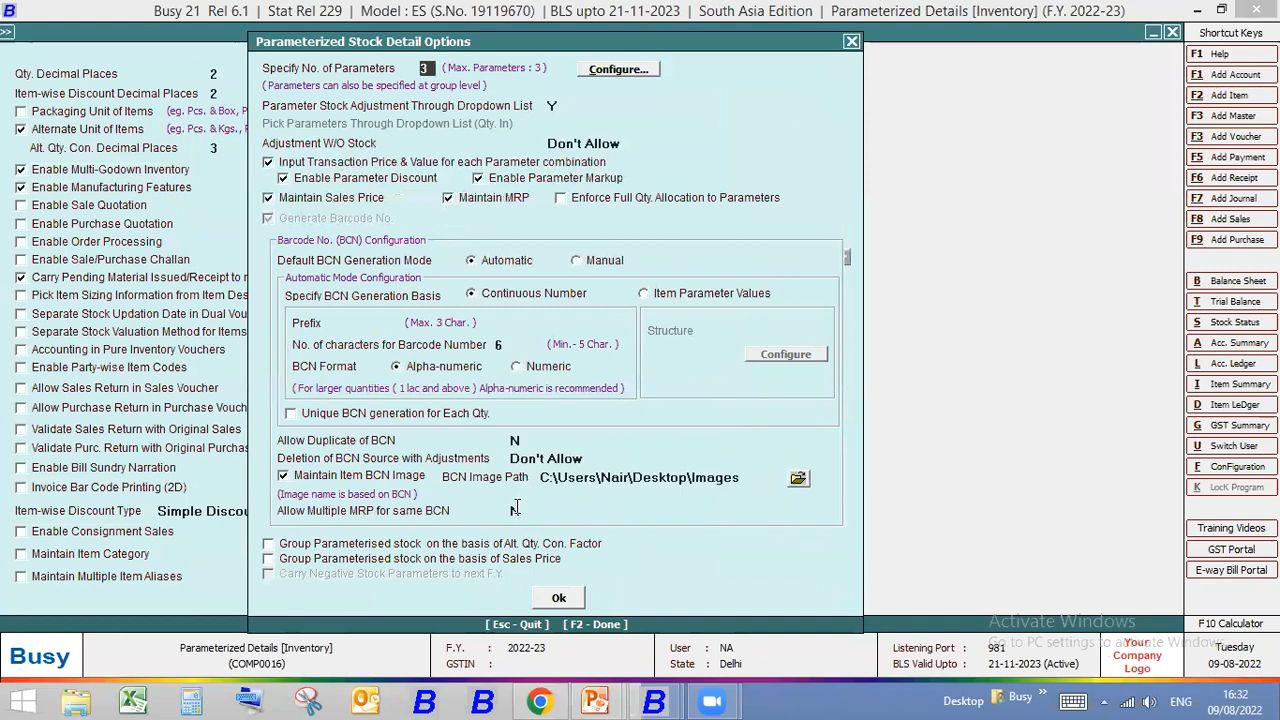 Busy 21 Rel 6.1 | Stat Rel 229 | Model : ES (S.No. 19119670) | BLS upto 21-11-2023 | South Asia Edition | Parameterized Details [Inventory] (F.Y. 2022-23)
>>
Qty. Decimal Places 2
Item-wise Discount Decimal Places 2
Packaging Unit of Items (eg. Pcs. & Box, P
Alternate Unit of Items (eg. Pcs. & Kgs., R
Alt. Qty. Con. Decimal Places 3
Enable Multi-Godown Inventory
Enable Manufacturing Features
Enable Sale Quotation
Enable Purchase Quotation
Enable Order Processing
Enable Sale/Purchase Challan
Carry Pending Material Issued/Receipt to n
Pick Item Sizing Information from Item Des
Separate Stock Updation Date in Dual Vou
Separate Stock Valuation Method for Items
Accounting in Pure Inventory Vouchers
Enable Party-wise Item Codes
Allow Sales Return in Sales Voucher
Allow Purchase Return in Purchase Vouch
Validate Sales Return with Original Sales
Validate Purc. Return with Original Purcha
Enable Bill Sundry Narration
Invoice Bar Code Printing (2D)
Item-wise Discount Type Simple Discou
Enable Consignment Sales
Maintain Item Category
Maintain Multiple Item Aliases
Parameterized Stock Detail Options
Specify No. of Parameters 3 ( Max. Parameters : 3 ) Configure...
(Parameters can also be specified at group level )
Parameter Stock Adjustment Through Dropdown List Y
Pick Parameters Through Dropdown List (Qty. In)
Adjustment W/O Stock Don't Allow
Input Transaction Price & Value for each Parameter combination
Enable Parameter Discount Enable Parameter Markup
Maintain Sales Price Maintain MRP Enforce Full Qty. Allocation to Parameters
Generate Barcode No.
Barcode No. (BCN) Configuration
Default BCN Generation Mode Automatic Manual
Automatic Mode Configuration
Specify BCN Generation Basis Continuous Number Item Parameter Values
Prefix (Max. 3 Char.)
No. of characters for Barcode Number 6 (Min.- 5 Char. )
BCN Format Alpha-numeric Numeric
(For larger quantities ( 1 lac and above ) Alpha-numeric is recommended )
Structure
Configure
Unique BCN generation for Each Qty.
Allow Duplicate of BCN N
Deletion of BCN Source with Adjustments Don't Allow
Maintain Item BCN Image BCN Image Path C:\Users\Nair\Desktop\Images
(Image name is based on BCN )
Allow Multiple MRP for same BCN N
Group Parameterised stock on the basis of Alt. Qty. Con. Factor
Group Parameterised stock on the basis of Sales Price
Carry Negative Stock Parameters to next F.Y.
Ok
[ Esc - Quit ] [ F2 - Done ]
Shortcut Keys
F1 Help
F1 Add Account
F2 Add Item
F3 Add Master
F3 Add Voucher
F5 Add Payment
F6 Add Receipt
F7 Add Journal
F8 Add Sales
F9 Add Purchase
B Balance Sheet
T Trial Balance
S Stock Status
A Acc. Summary
L Acc. Ledger
I Item Summary
D Item LeDger
G GST Summary
U Switch User
F Configuration
K LocK Program
Training Videos
GST Portal
E-way Bill Portal
F10 Calculator
Activate Windows
Go to PC settings to activate Windows.
Busy
Parameterized Details [Inventory]
(COMP0016)
F.Y. : 2022-23
GSTIN :
User : NA
State : Delhi
Listening Port : 981
BLS Valid Upto : 21-11-2023 (Active)
Your
Company
Logo
Tuesday
09-08-2022
Desktop Busy ENG
16:32
09/08/2022